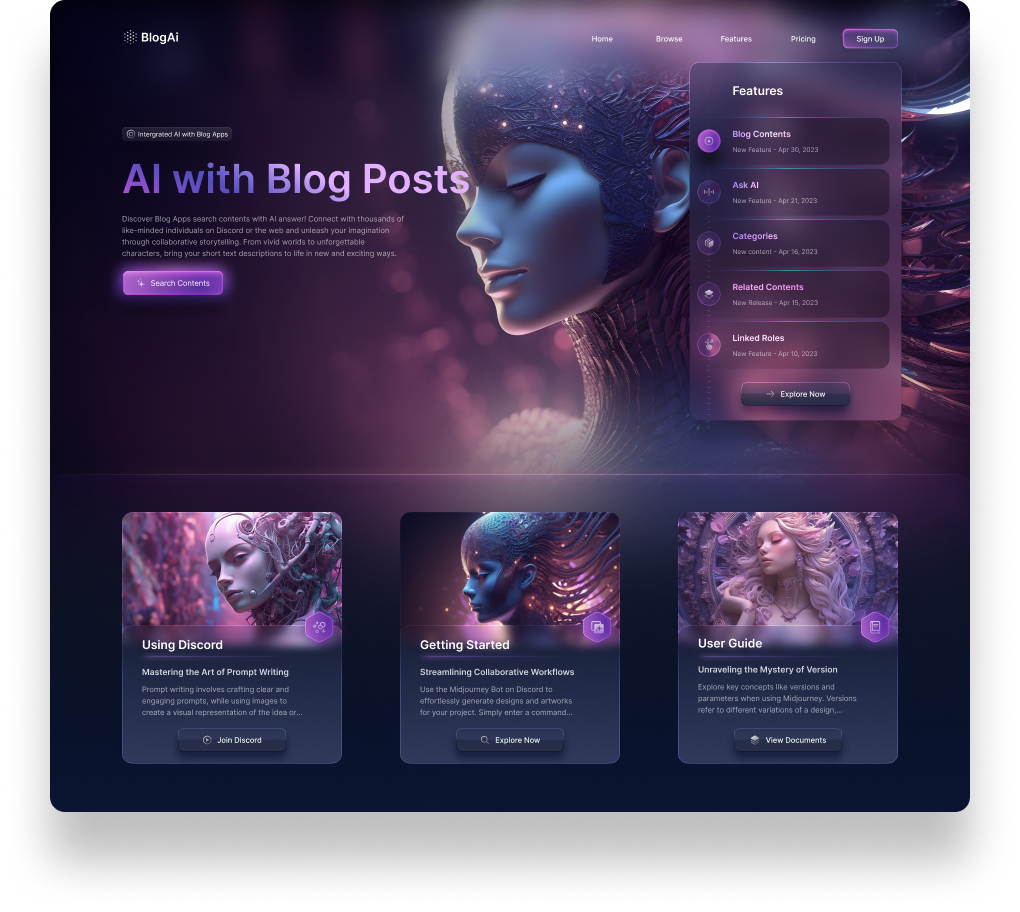 BlogAi
Home
Browse
Features
Pricing
Sign Up
Intergrated AI with Blog Apps
AI with Blog Posts
Discover Blog Apps search contents with AI answer! Connect with thousands of
like-minded individuals on Discord or the web and unleash your imagination
through collaborative storytelling. From vivid worlds to unforgettable
characters, bring your short text descriptions to life in new and exciting ways.
Search Contents
Features
Blog Contents
New Feature - Apr 30, 2023
Ask AI
New Feature - Apr 21, 2023
Categories
New content - Apr 16, 2023
Related Contents
New Release - Apr 15, 2023
Linked Roles
New Feature - Apr 10, 2023
Explore Now
Using Discord
Mastering the Art of Prompt Writing
Prompt writing involves crafting clear and
engaging prompts, while using images to
create a visual representation of the idea or...
Join Discord
Getting Started
Streamlining Collaborative Workflows
Use the Midjourney Bot on Discord to
effortlessly generate designs and artworks
for your project. Simply enter a command...
Explore Now
User Guide
Unraveling the Mystery of Version
Explore key concepts like versions and
parameters when using Midjourney. Versions
refer to different variations of a design,...
View Documents